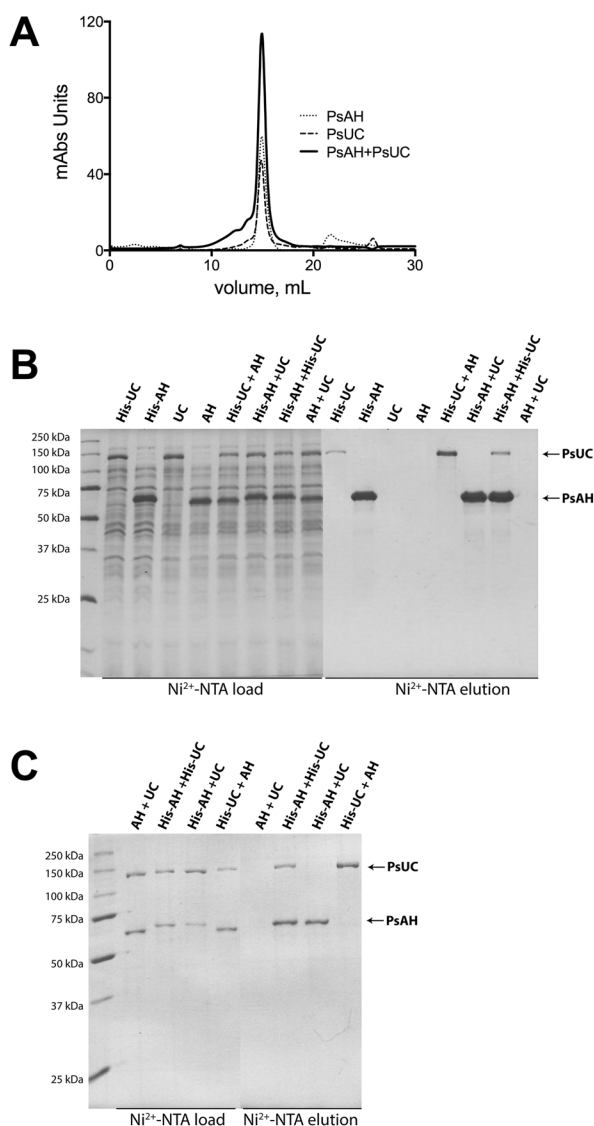 A
120
80
40
0
mAbs Units
0 10 20 30
volume, mL
PsAH
PsUC
PsAH+PsUC
B
His-UC
His-AH
UC
AH
His-UC + AH
His-AH +UC
His-AH +His-UC
AH + UC
His-UC
His-AH
UC
AH
His-UC + AH
His-AH +UC
His-AH +His-UC
AH + UC
250 kDa
150 kDa
100 kDa
75 kDa
50 kDa
37 kDa
25 kDa
PsUC
PsAH
Ni²⁺-NTA load
Ni²⁺-NTA elution
C
AH + UC
His-AH +His-UC
His-AH +UC
His-UC + AH
AH + UC
His-AH +His-UC
His-AH +UC
His-UC + AH
250 kDa
150 kDa
100 kDa
75 kDa
50 kDa
37 kDa
25 kDa
PsUC
PsAH
Ni²⁺-NTA load
Ni²⁺-NTA elution